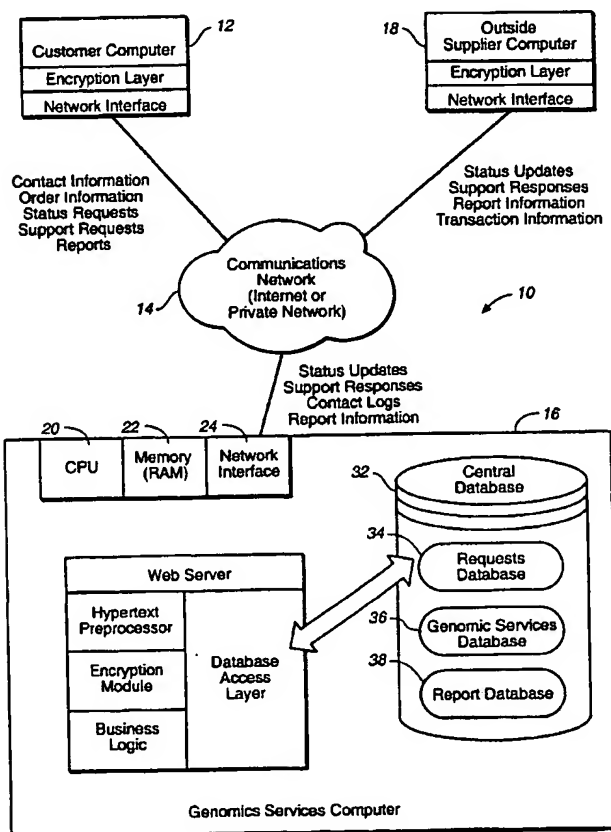 12
Customer Computer
Encryption Layer
Network Interface
18
Outside
Supplier Computer
Encryption Layer
Network Interface
Contact Information
Order Information
Status Requests
Support Requests
Reports
Status Updates
Support Responses
Report Information
Transaction Information
Communications
Network
(Internet or
Private Network)
14
10
Status Updates
Support Responses
Contact Logs
Report Information
20
22
24
16
CPU
Memory
(RAM)
Network
Interface
32
Central
Database
34
Requests
Database
36
Genomic Services
Database
38
Report Database
Web Server
Hypertext
Preprocessor
Encryption
Module
Business
Logic
Database
Access
Layer
Genomics Services Computer